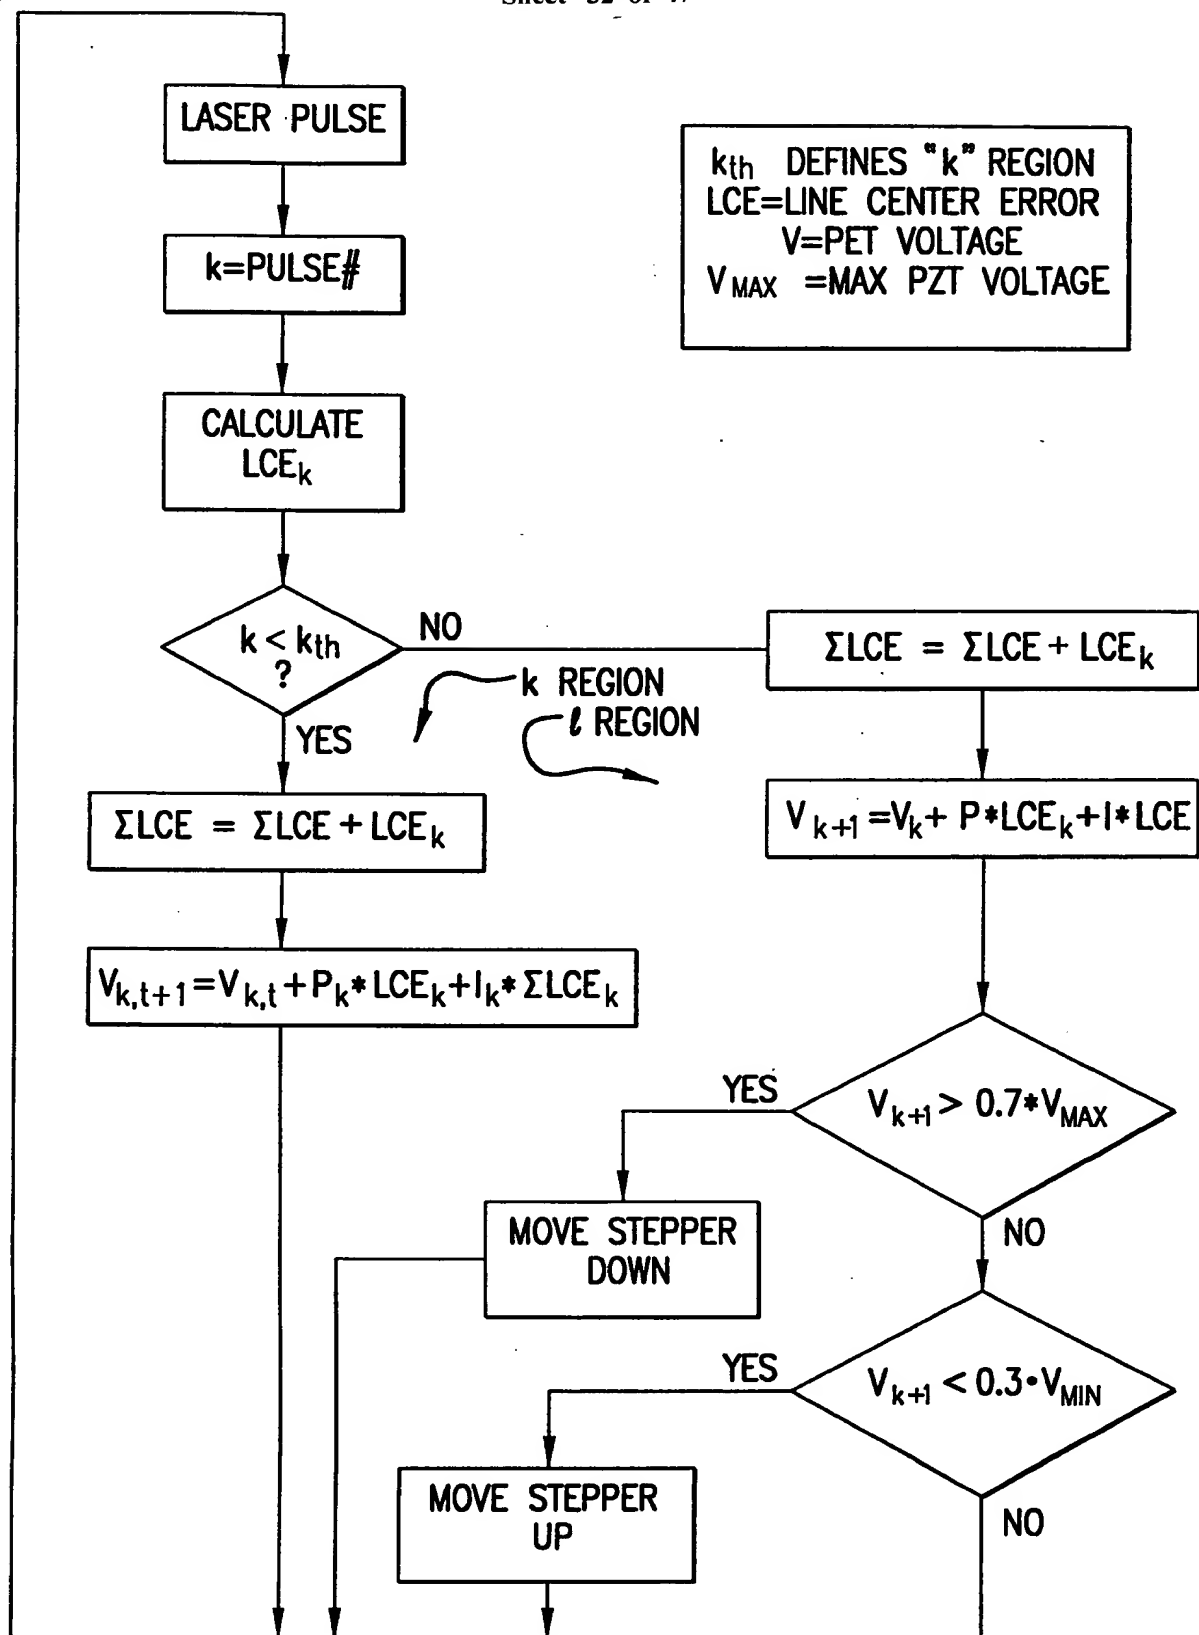 LASER PULSE
k=PULSE#
CALCULATE
LCEk
k < kth
?
NO
YES
k REGION
ℓ REGION
kth DEFINES "k" REGION
LCE=LINE CENTER ERROR
V=PET VOLTAGE
VMAX =MAX PZT VOLTAGE
ΣLCE = ΣLCE + LCEk
Vk,t+1=Vk,t+Pk*LCEk+Ik*ΣLCEk
ΣLCE = ΣLCE + LCEk
Vk+1=Vk+ P*LCEk+I*LCE
Vk+1> 0.7*VMAX
YES
NO
MOVE STEPPER
DOWN
Vk+1 < 0.3•VMIN
YES
NO
MOVE STEPPER
UP